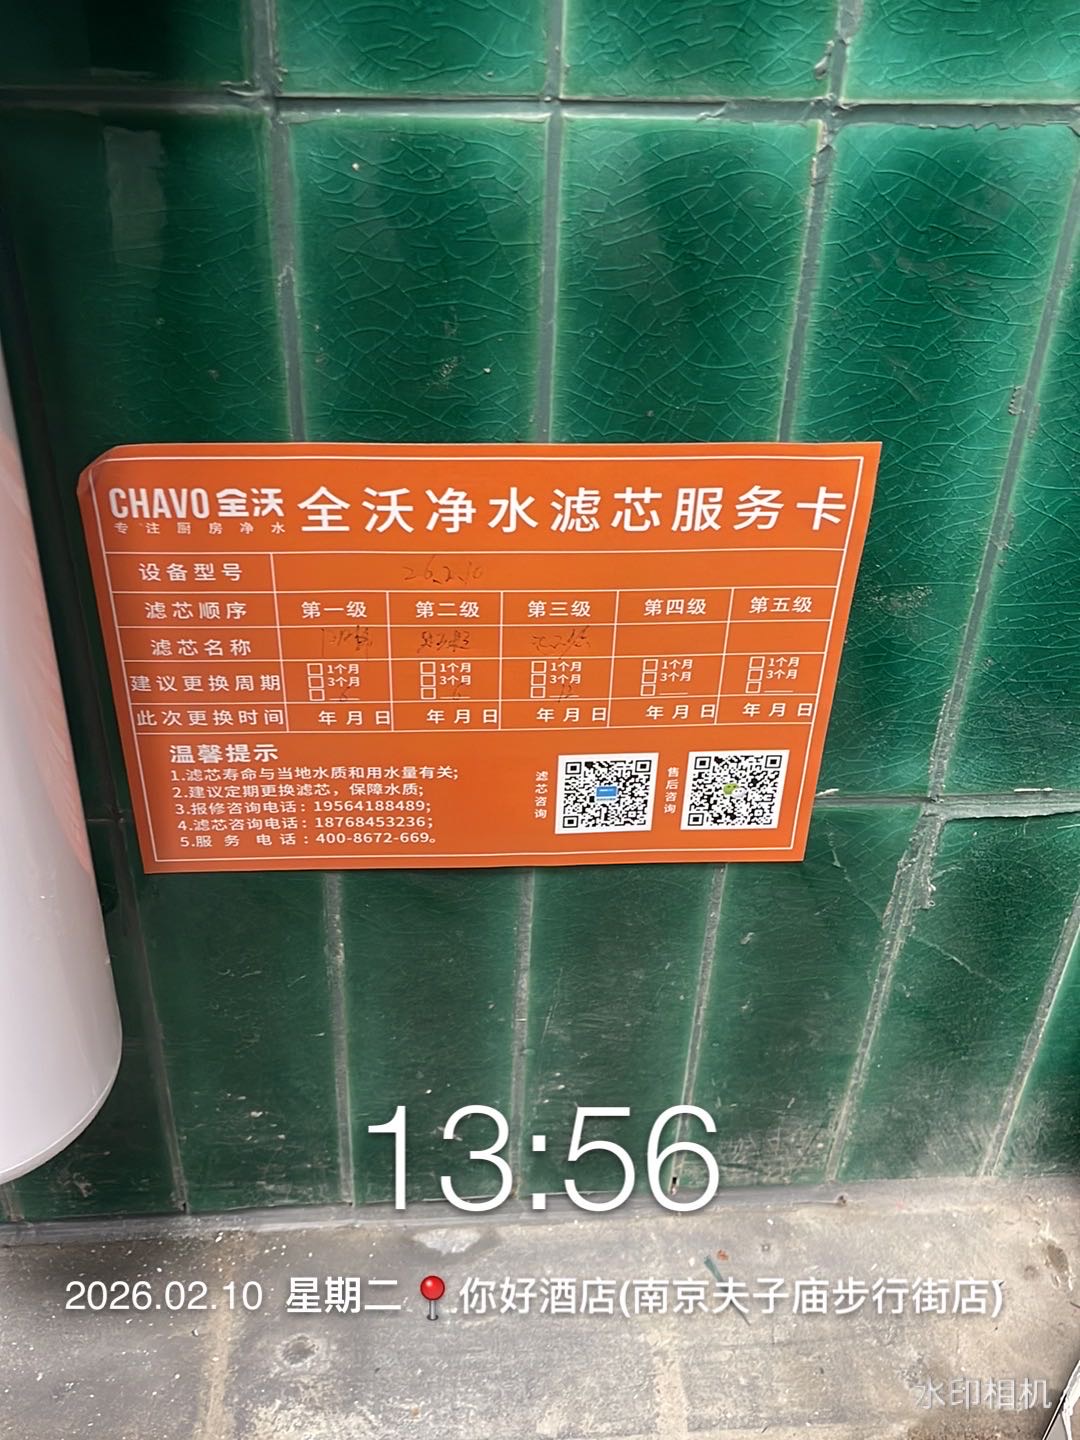 CHAVO 全沃
专注厨房净水
全沃净水滤芯服务卡
设备型号 26.2.10
滤芯顺序 第一级 第二级 第三级 第四级 第五级
滤芯名称
建议更换周期
□1个月 □1个月 □1个月 □1个月 □1个月
□3个月 □3个月 □3个月 □3个月 □3个月
□ 6 □ 6 □ 12 □ □
此次更换时间 年 月 日 年 月 日 年 月 日 年 月 日 年 月 日
温馨提示
1.滤芯寿命与当地水质和用水量有关;
2.建议定期更换滤芯，保障水质;
3.报修咨询电话：19564188489;
4.滤芯咨询电话：18768453236;
5.服务电话：400-8672-669。
滤芯咨询
售后咨询
13:56
2026.02.10 星期二 📍你好酒店(南京夫子庙步行街店)
水印相机